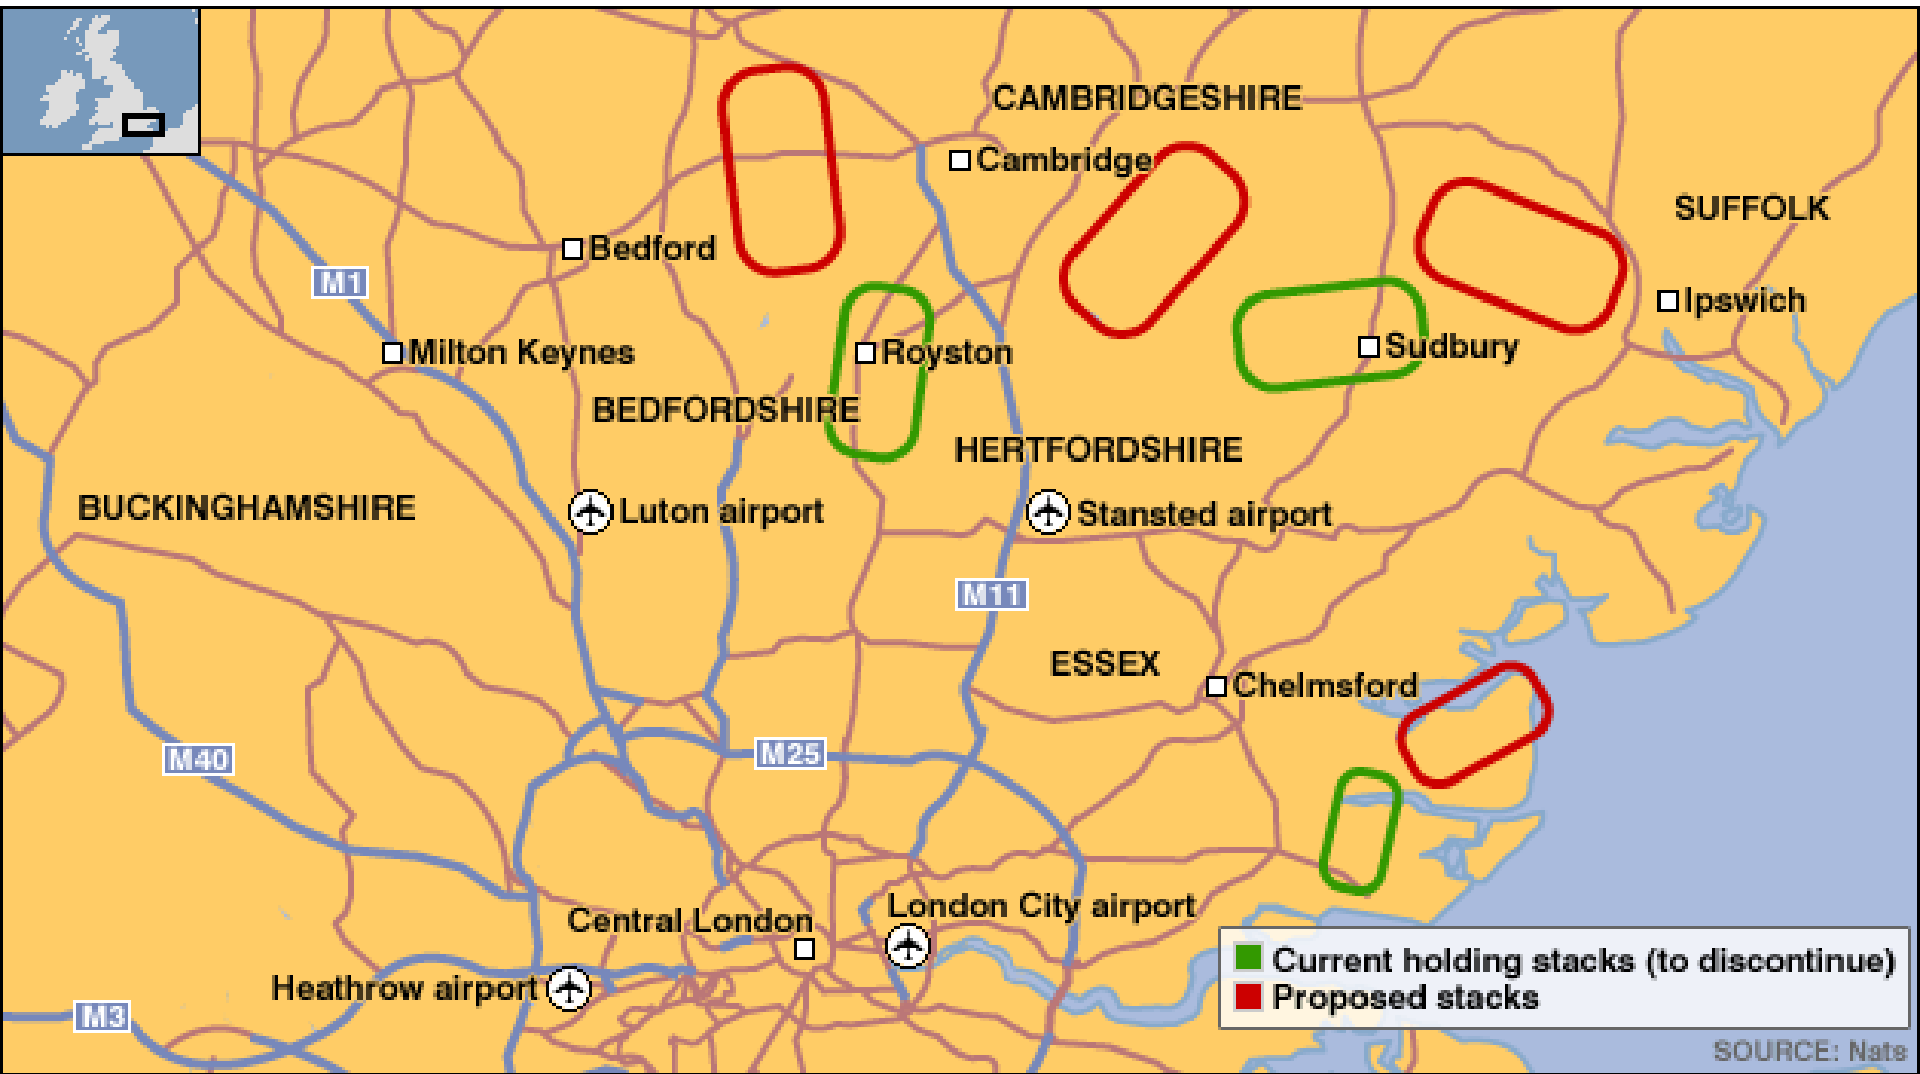 CAMBRIDGESHIRE
Cambridge
SUFFOLK
Bedford
M1
Ipswich
Milton Keynes
Royston
Sudbury
BEDFORDSHIRE
HERTFORDSHIRE
BUCKINGHAMSHIRE
Luton airport
Stansted airport
M11
ESSEX
Chelmsford
M40
M25
Central London
London City airport
Heathrow airport
M3
Current holding stacks (to discontinue)
Proposed stacks
SOURCE: Nats